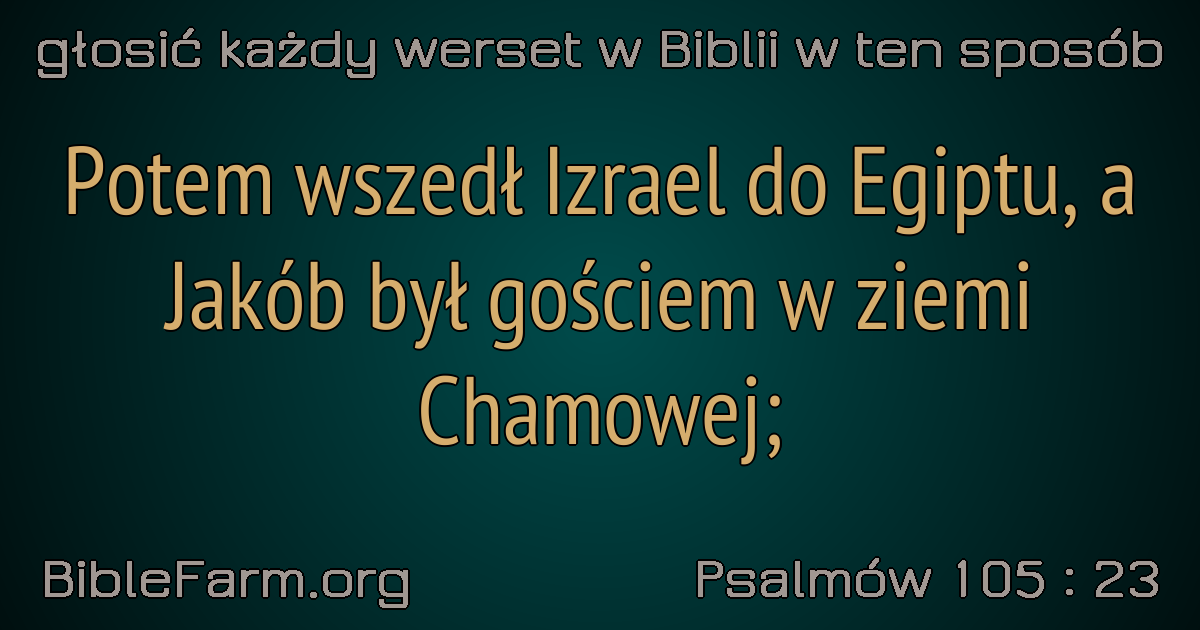 głosić każdy werset w Biblii w ten sposób
Potem wszedł Izrael do Egiptu, a
Jakób był gościem w ziemi
Chamowej;
BibleFarm.org
Psalmów 105 : 23